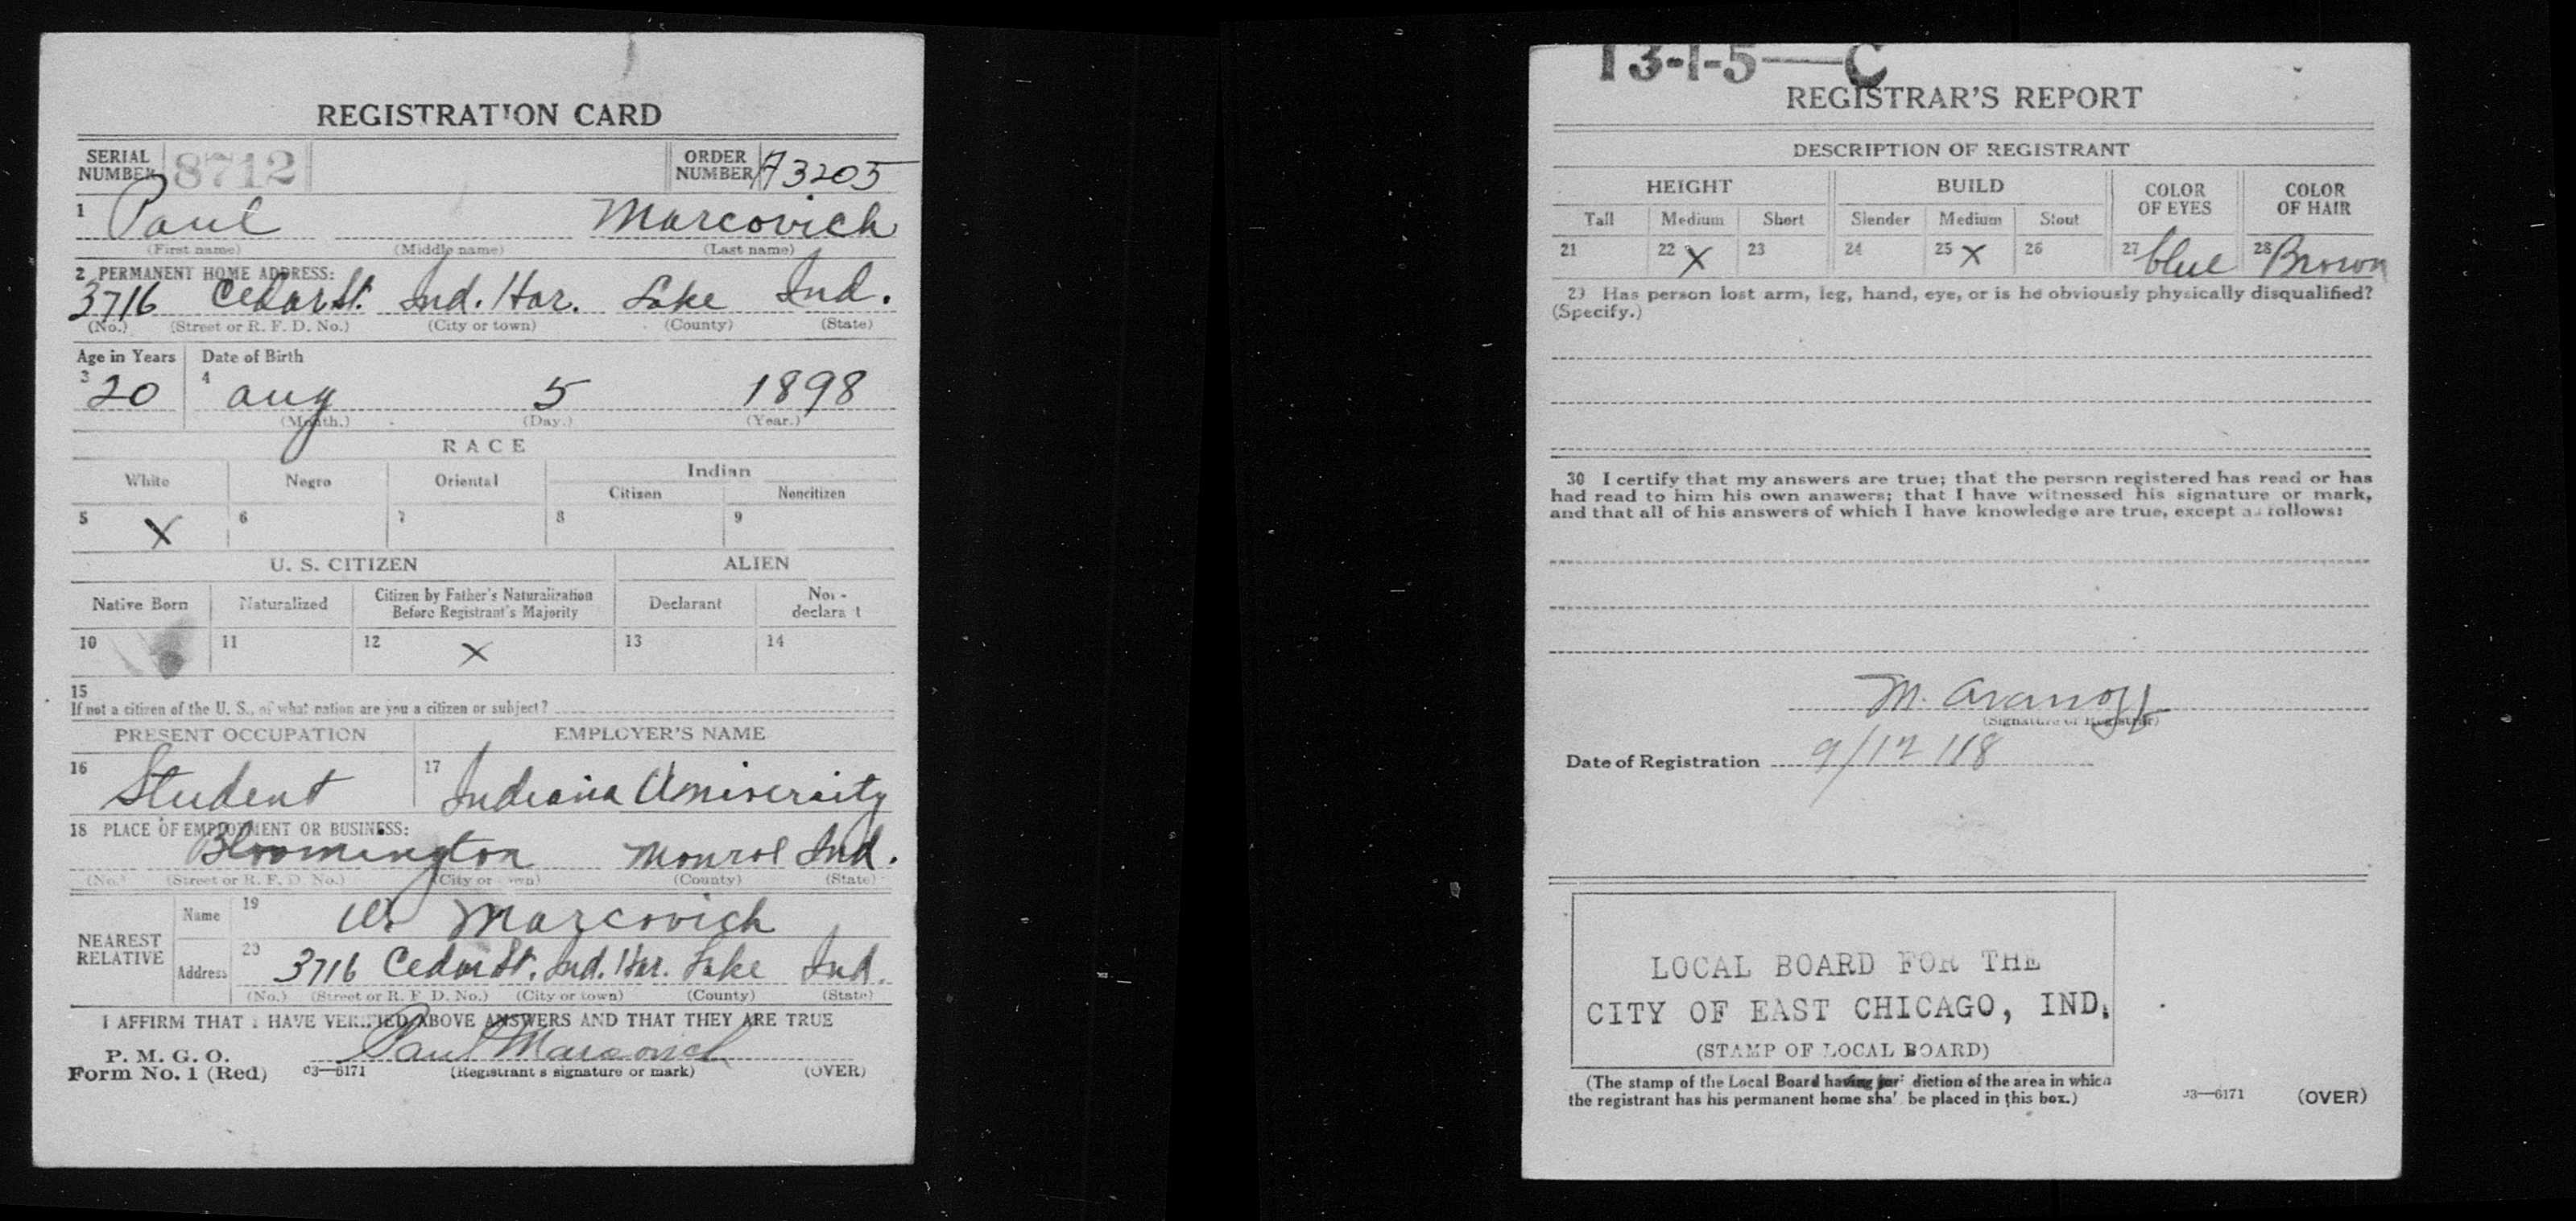 REGISTRATION CARD
SERIAL NUMBER 8712 ORDER NUMBER A3205
1 Paul Marcovich
(First name) (Middle name) (Last name)
2 PERMANENT HOME ADDRESS:
3716 Cedar St. Ind. Har. Lake Ind.
(No.) (Street or R. F. D. No.) (City or town) (County) (State)
Age in Years Date of Birth
3 20 4 Aug 5 1898
(Month.) (Day.) (Year.)
RACE
White Negro Oriental Indian
Citizen Noncitizen
5 X 6 7 8 9
U. S. CITIZEN ALIEN
Native Born Naturalized Citizen by Father's Naturalization Before Registrant's Majority Declarant Non-declarant
10 11 12 X 13 14
15
If not a citizen of the U. S., of what nation are you a citizen or subject?
PRESENT OCCUPATION EMPLOYER'S NAME
16 Student 17 Indiana University
18 PLACE OF EMPLOYMENT OR BUSINESS:
Bloomington Monroe Ind.
(No.) (Street or R. F. D. No.) (City or town) (County) (State)
NEAREST RELATIVE Name 19 Marcovich
Address 20 3716 Cedar St. Ind. Har. Lake Ind.
(No.) (Street or R. F. D. No.) (City or town) (County) (State)
I AFFIRM THAT I HAVE VERIFIED ABOVE ANSWERS AND THAT THEY ARE TRUE
P. M. G. O.
Form No. 1 (Red) 03—6171 Paul Marcovich
(Registrant's signature or mark) (OVER)
13-1-5—C
REGISTRAR'S REPORT
DESCRIPTION OF REGISTRANT
HEIGHT BUILD COLOR OF EYES COLOR OF HAIR
Tall Medium Short Slender Medium Stout
21 22 X 23 24 25 X 26 27 blue 28 Brown
29 Has person lost arm, leg, hand, eye, or is he obviously physically disqualified?
(Specify.)
30 I certify that my answers are true; that the person registered has read or has
had read to him his own answers; that I have witnessed his signature or mark,
and that all of his answers of which I have knowledge are true, except as follows:
M. Aranoff
(Signature of Registrar)
Date of Registration 9/12/18
LOCAL BOARD FOR THE
CITY OF EAST CHICAGO, IND.
(STAMP OF LOCAL BOARD)
(The stamp of the Local Board having jurisdiction of the area in which
the registrant has his permanent home shall be placed in this box.)
03—6171 (OVER)